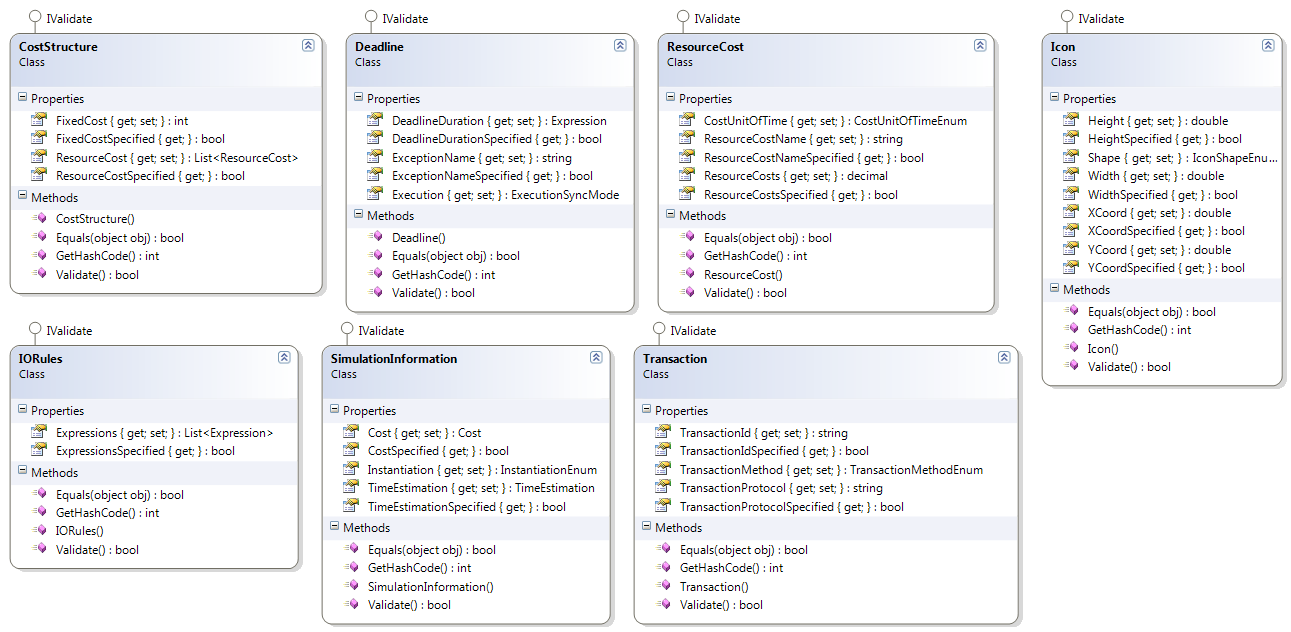 IValidate
CostStructure
Class
Properties
FixedCost { get; set; } : int
FixedCostSpecified { get; } : bool
ResourceCost { get; set; } : List<ResourceCost>
ResourceCostSpecified { get; } : bool
Methods
CostStructure()
Equals(object obj) : bool
GetHashCode() : int
Validate() : bool
IValidate
Deadline
Class
Properties
DeadlineDuration { get; set; } : Expression
DeadlineDurationSpecified { get; } : bool
ExceptionName { get; set; } : string
ExceptionNameSpecified { get; } : bool
Execution { get; set; } : ExecutionSyncMode
Methods
Deadline()
Equals(object obj) : bool
GetHashCode() : int
Validate() : bool
IValidate
ResourceCost
Class
Properties
CostUnitOfTime { get; set; } : CostUnitOfTimeEnum
ResourceCostName { get; set; } : string
ResourceCostNameSpecified { get; } : bool
ResourceCosts { get; set; } : decimal
ResourceCostsSpecified { get; } : bool
Methods
Equals(object obj) : bool
GetHashCode() : int
ResourceCost()
Validate() : bool
IValidate
Icon
Class
Properties
Height { get; set; } : double
HeightSpecified { get; } : bool
Shape { get; set; } : IconShapeEnu...
Width { get; set; } : double
WidthSpecified { get; } : bool
XCoord { get; set; } : double
XCoordSpecified { get; } : bool
YCoord { get; set; } : double
YCoordSpecified { get; } : bool
Methods
Equals(object obj) : bool
GetHashCode() : int
Icon()
Validate() : bool
IValidate
IORules
Class
Properties
Expressions { get; set; } : List<Expression>
ExpressionsSpecified { get; } : bool
Methods
Equals(object obj) : bool
GetHashCode() : int
IORules()
Validate() : bool
IValidate
SimulationInformation
Class
Properties
Cost { get; set; } : Cost
CostSpecified { get; } : bool
Instantiation { get; set; } : InstantiationEnum
TimeEstimation { get; set; } : TimeEstimation
TimeEstimationSpecified { get; } : bool
Methods
Equals(object obj) : bool
GetHashCode() : int
SimulationInformation()
Validate() : bool
IValidate
Transaction
Class
Properties
TransactionId { get; set; } : string
TransactionIdSpecified { get; } : bool
TransactionMethod { get; set; } : TransactionMethodEnum
TransactionProtocol { get; set; } : string
TransactionProtocolSpecified { get; } : bool
Methods
Equals(object obj) : bool
GetHashCode() : int
Transaction()
Validate() : bool